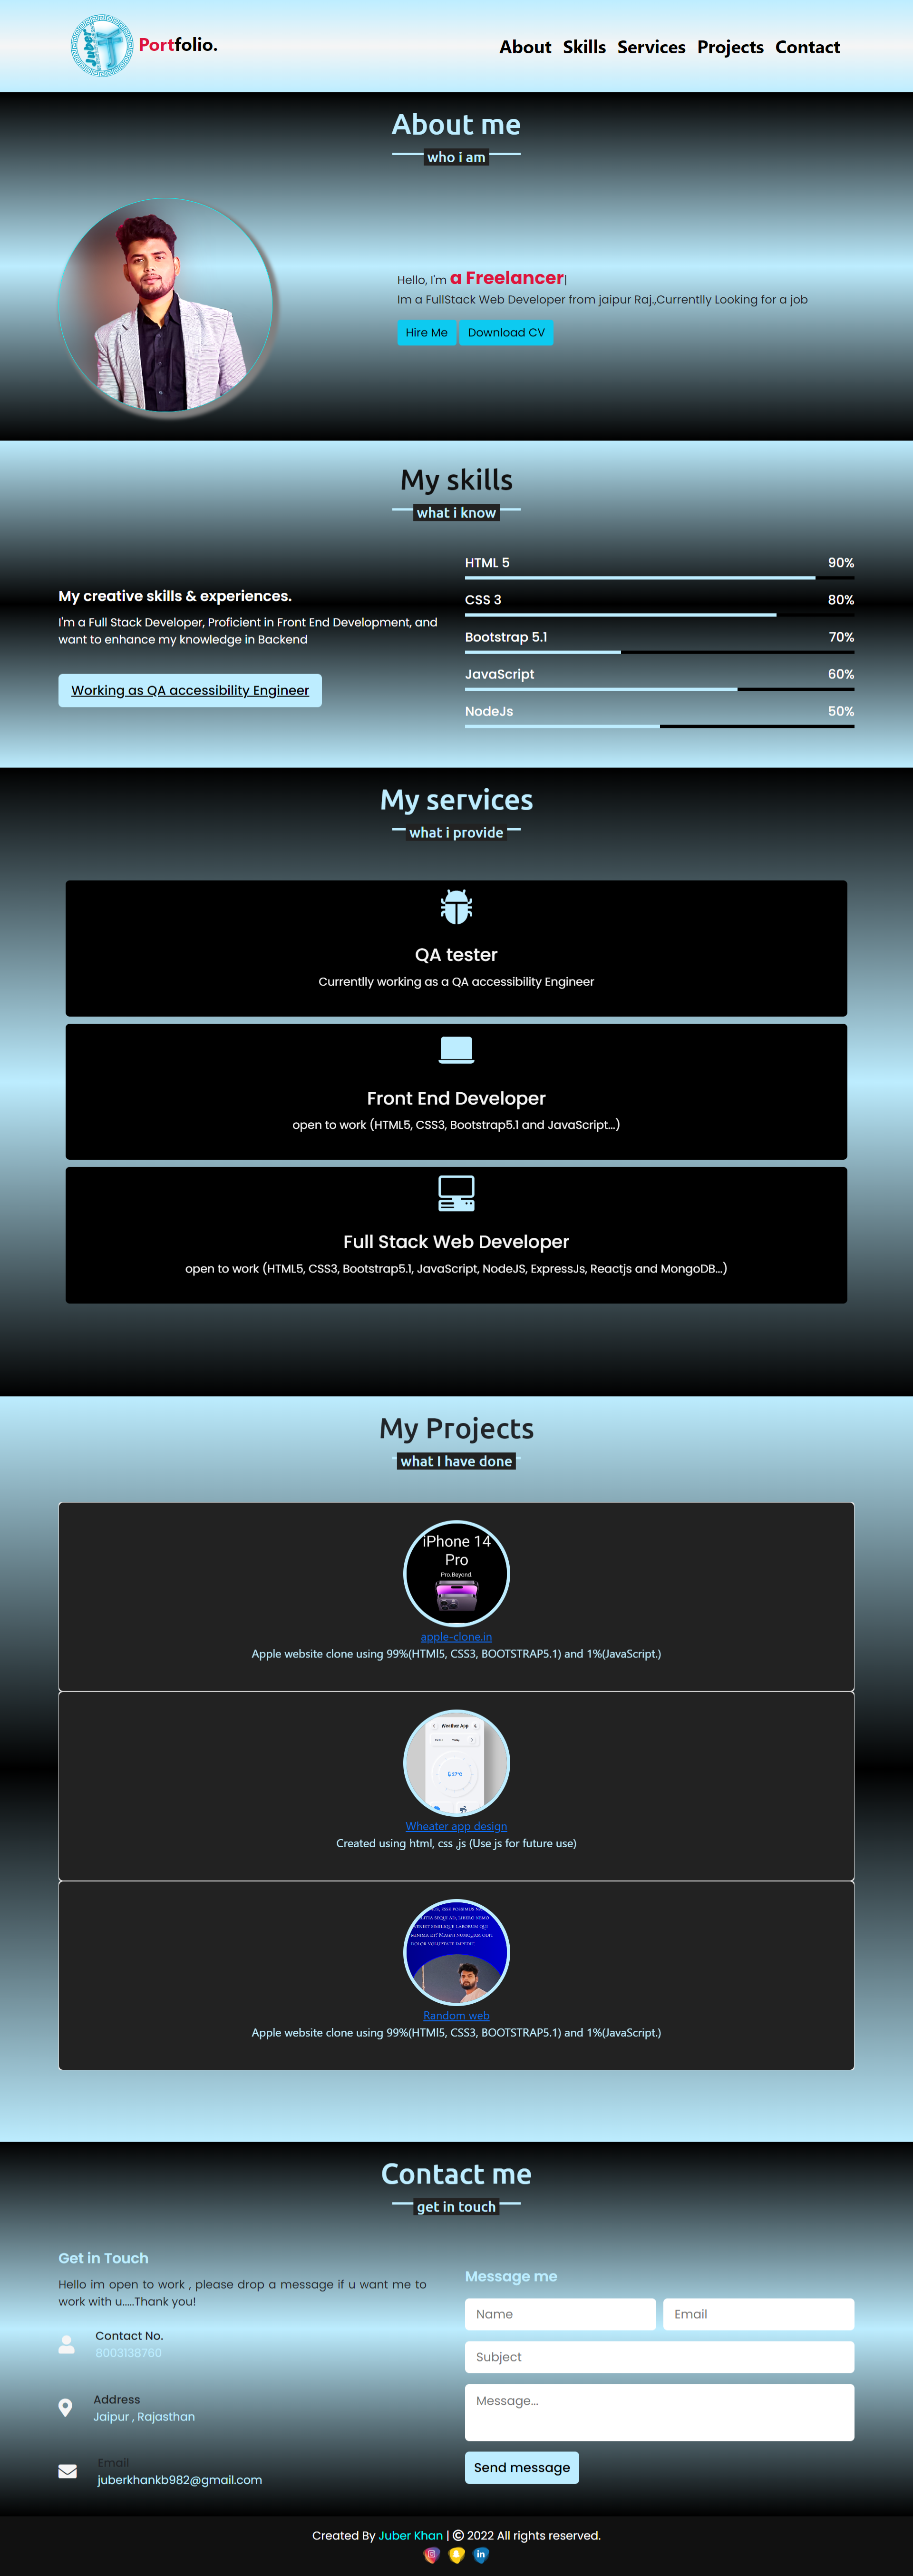 Juber
Portfolio.
About Skills Services Projects Contact
About me
who i am
Hello, I'm a Freelancer|
Im a FullStack Web Developer from jaipur Raj.,Currentlly Looking for a job
Hire Me Download CV
My skills
what i know
My creative skills & experiences.
I'm a Full Stack Developer, Proficient in Front End Development, and
want to enhance my knowledge in Backend
Working as QA accessibility Engineer
HTML 5 90%
CSS 3 80%
Bootstrap 5.1 70%
JavaScript 60%
NodeJs 50%
My services
what i provide
QA tester
Currentlly working as a QA accessibility Engineer
Front End Developer
open to work (HTML5, CSS3, Bootstrap5.1 and JavaScript...)
Full Stack Web Developer
open to work (HTML5, CSS3, Bootstrap5.1, JavaScript, NodeJS, ExpressJs, Reactjs and MongoDB...)
My Projects
what I have done
iPhone 14
Pro
Pro.Beyond.
apple-clone.in
Apple website clone using 99%(HTMl5, CSS3, BOOTSTRAP5.1) and 1%(JavaScript.)
Weather App
Wheater app design
Created using html, css ,js (Use js for future use)
Random web
Apple website clone using 99%(HTMl5, CSS3, BOOTSTRAP5.1) and 1%(JavaScript.)
Contact me
get in touch
Get in Touch
Hello im open to work , please drop a message if u want me to
work with u.....Thank you!
Contact No.
8003138760
Address
Jaipur , Rajasthan
Email
juberkhankb982@gmail.com
Message me
Name Email
Subject
Message...
Send message
Created By Juber Khan | © 2022 All rights reserved.
in